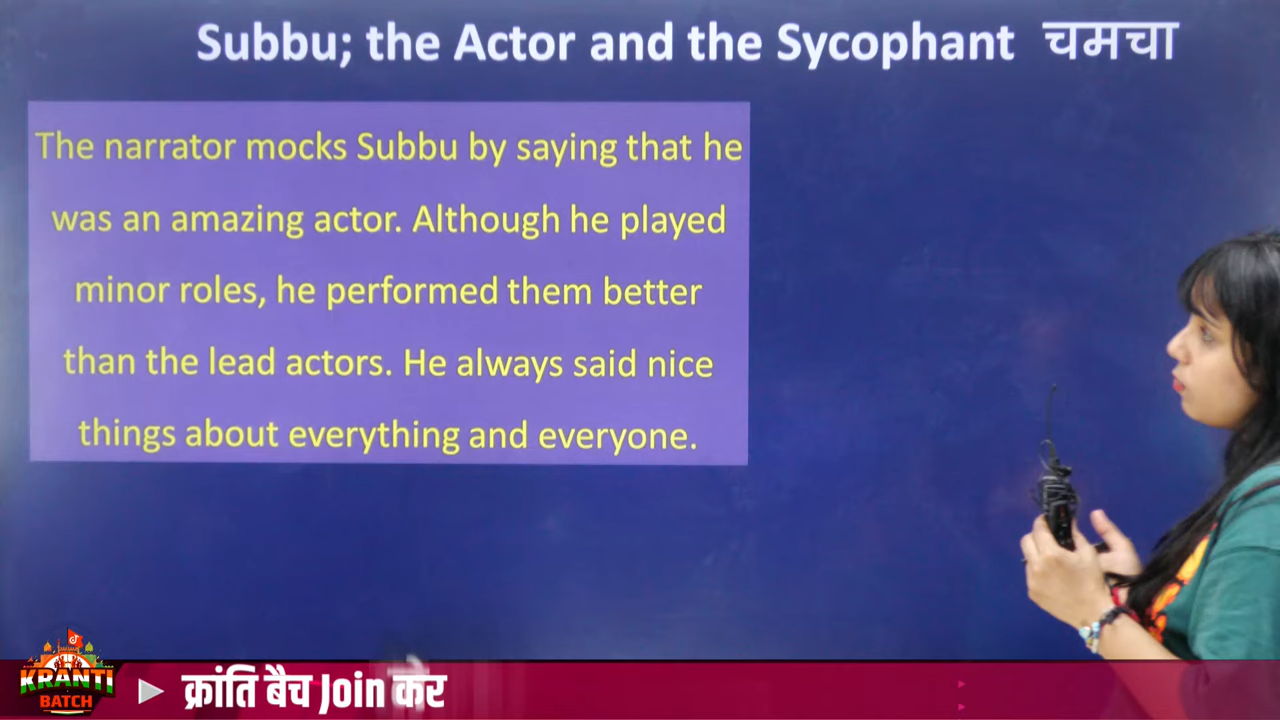 Subbu; the Actor and the Sycophant चमचा
The narrator mocks Subbu by saying that he
was an amazing actor. Although he played
minor roles, he performed them better
than the lead actors. He always said nice
things about everything and everyone.
KRANTI
BATCH
क्रांति बैच Join कर